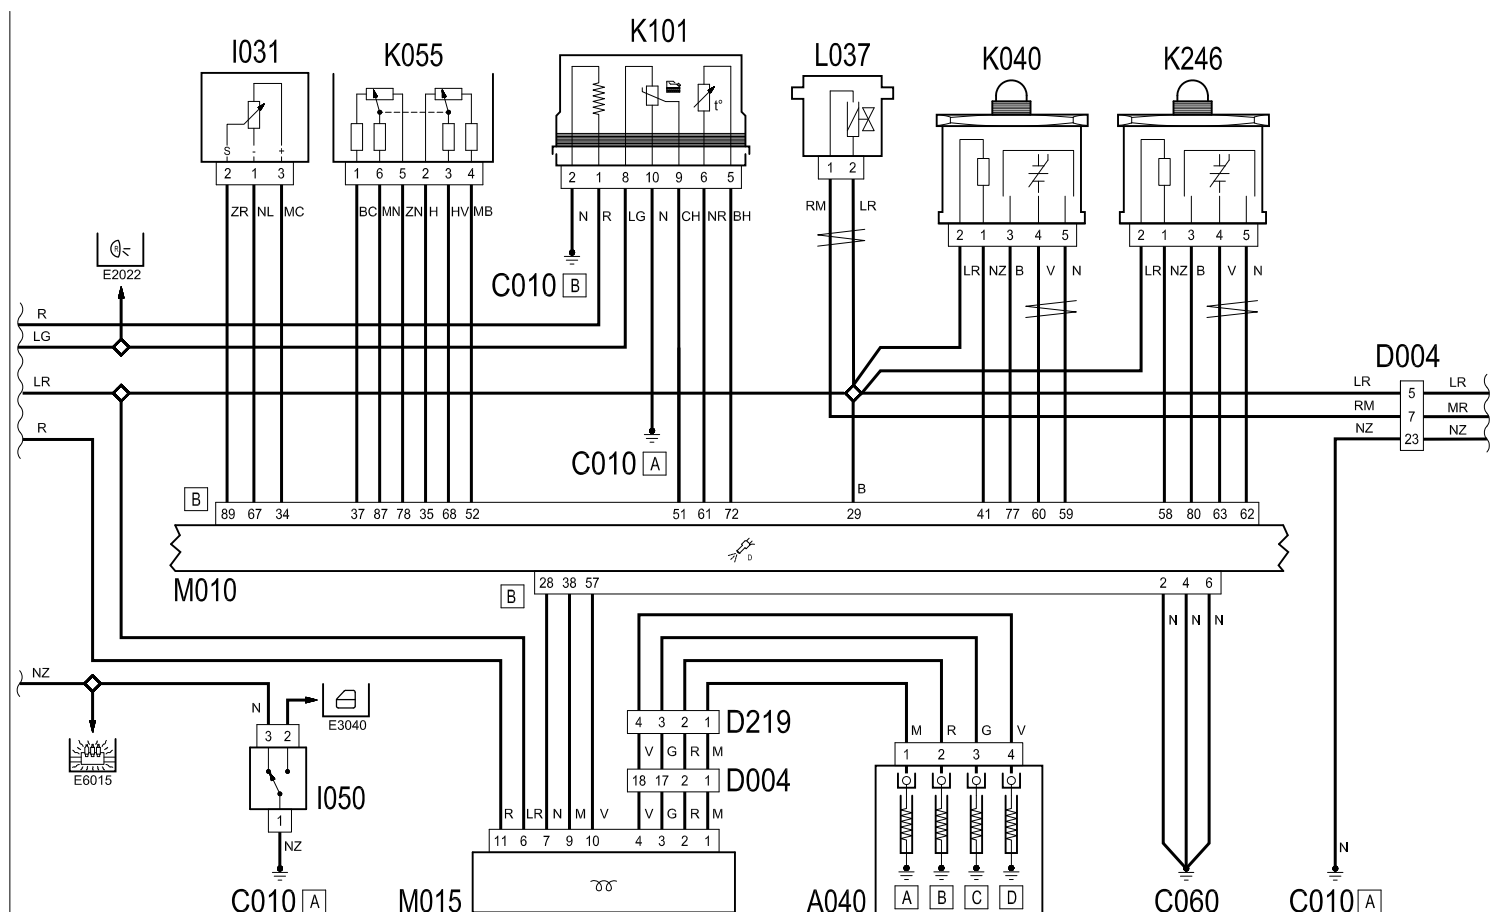 I031 K055 K101 L037 K040 K246
t°
S - +
2 1 3
1 6 5 2 3 4
2 1 8 10 9 6 5
1 2
2 1 3 4 5
2 1 3 4 5
ZR NL MC
BC MN ZN H HV MB
N R LG N CH NR BH
RM LR
LR NZ B V N
LR NZ B V N
R
E2022
C010 B
R
LG
D004
LR
LR 5 LR
RM 7 MR
R
NZ 23 NZ
C010 A
B
B
89 67 34 37 87 78 35 68 52 51 61 72 29 41 77 60 59 58 80 63 62
D
M010
B
28 38 57
2 4 6
N N N
NZ
N
E3040
3 2
4 3 2 1 D219
M R G V
V G R M
1 2 3 4
E6015
18 17 2 1 D004
I050
1
R LR N M V V G R M
11 6 7 9 10 4 3 2 1
NZ
N
C010 A
M015
A040 A B C D
C060
C010 A